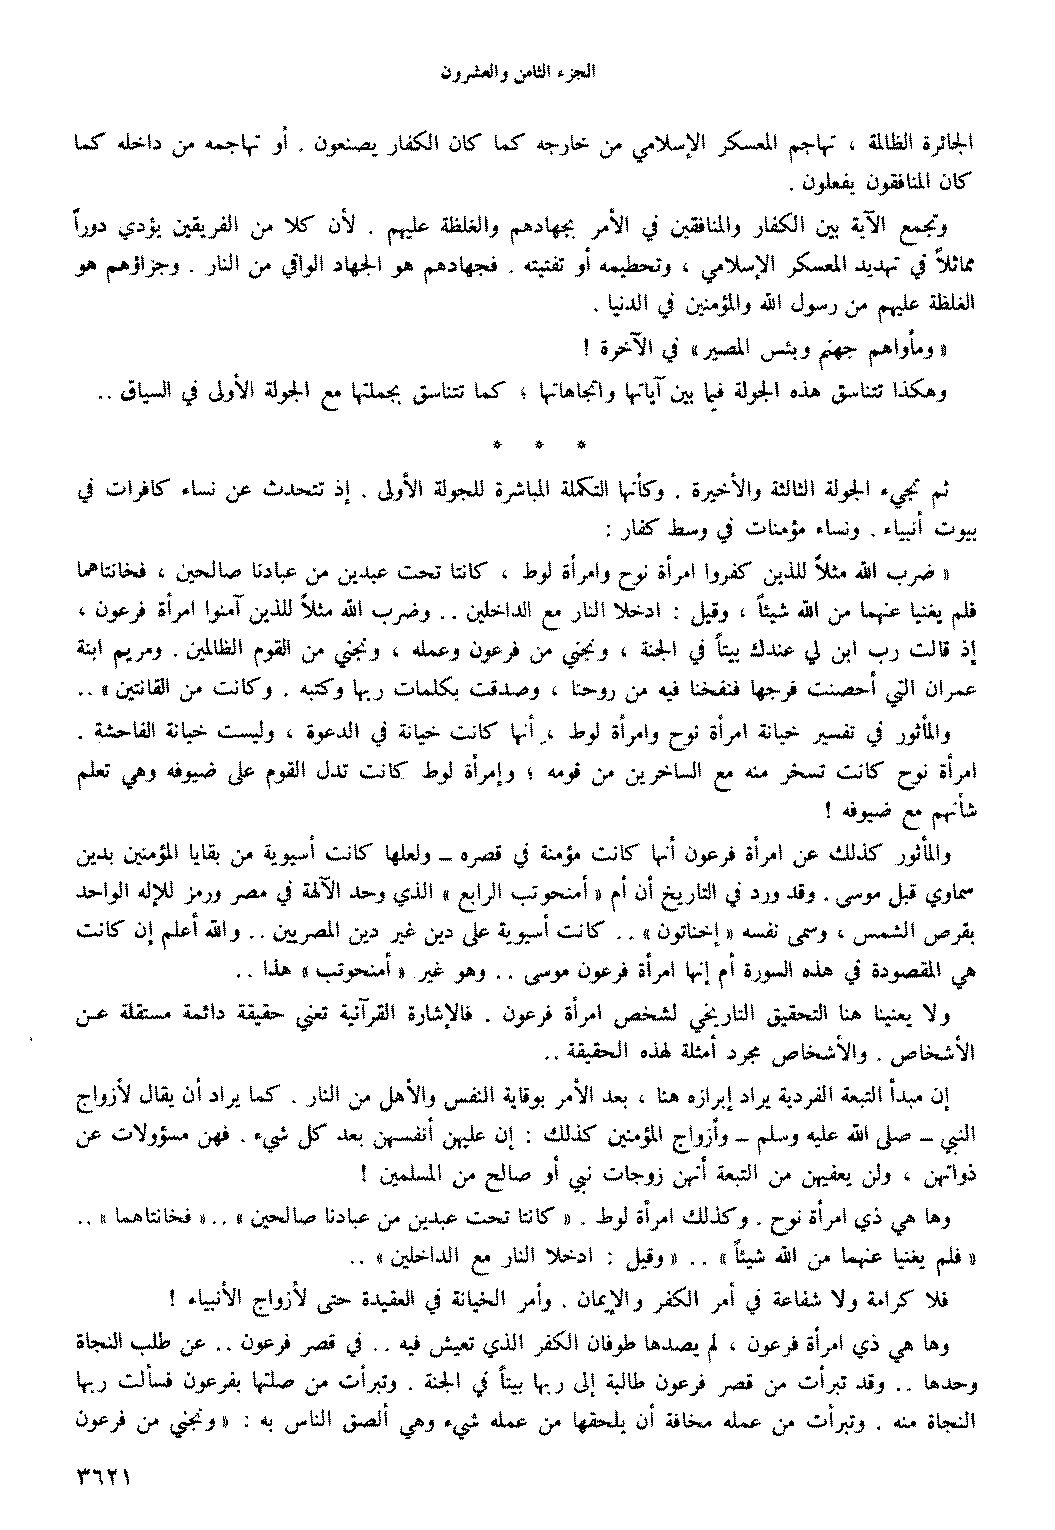 الجزء الثامن والعشرون
الجائرة الظالمة ، تهاجم المعسكر الإسلامي من خارجه كما كان الكفار يصنعون . أو تهاجمه من داخله كما
كان المنافقون يفعلون .
وتجمع الآية بين الكفار والمنافقين في الأمر بجهادهم والغلظة عليهم . لأن كلا من الفريقين يؤدي دوراً
مماثلاً في تهديد المعسكر الإسلامي ، وتحطيمه أو تفتيته . فجهادهم هو الجهاد الواقي من النار . وجزاؤهم هو
الغلظة عليهم من رسول الله والمؤمنين في الدنيا .
« ومأواهم جهنم وبئس المصير» في الآخرة !
وهكذا تتناسق هذه الجولة فيما بين آياتها واتجاهاتها ؛ كما تتناسق بجملتها مع الجولة الأولى في السياق ..
* * *
ثم تجيء الجولة الثالثة والأخيرة . وكأنها التكملة المباشرة للجولة الأولى . إذ تتحدث عن نساء كافرات في
بيوت أنبياء . ونساء مؤمنات في وسط كفار :
« ضرب الله مثلاً للذين كفروا امرأة نوح وامرأة لوط ، كانتا تحت عبدين من عبادنا صالحين ، فخانتاهما
فلم يغنيا عنهما من الله شيئاً ، وقيل : ادخلا النار مع الداخلين .. وضرب الله مثلاً للذين آمنوا امرأة فرعون ،
إذ قالت رب ابن لي عندك بيتاً في الجنة ، ونجني من فرعون وعمله ، ونجني من القوم الظالمين . ومريم ابنة
عمران التي أحصنت فرجها فنفخنا فيه من روحنا ، وصدقت بكلمات ربها وكتبه . وكانت من القانتين» ..
والمأثور في تفسير خيانة امرأة نوح وامرأة لوط ، أنها كانت خيانة في الدعوة ، وليست خيانة الفاحشة .
امرأة نوح كانت تسخر منه مع الساخرين من قومه ؛ وإمرأة لوط كانت تدل القوم على ضيوفه وهي تعلم
شأنهم مع ضيوفه !
والمأثور كذلك عن امرأة فرعون أنها كانت مؤمنة في قصره – ولعلها كانت أسيوية من بقايا المؤمنين بدين
سماوي قبل موسى . وقد ورد في التاريخ أن أم « أمنحوتب الرابع » الذي وحد الآلهة في مصر ورمز للإله الواحد
بقرص الشمس ، وسمى نفسه « إخناتون » .. كانت أسيوية على دين غير دين المصريين .. والله أعلم إن كانت
هي المقصودة في هذه السورة أم إنها امرأة فرعون موسى .. وهو غير « أمنحوتب » هذا ..
ولا يعنينا هنا التحقيق التاريخي لشخص امرأة فرعون . فالإشارة القرآنية تعني حقيقة دائمة مستقلة عن
الأشخاص . والأشخاص مجرد أمثلة لهذه الحقيقة ..
إن مبدأ التبعة الفردية يراد إبرازه هنا ، بعد الأمر بوقاية النفس والأهل من النار . كما يراد أن يقال لأزواج
النبي – صلى الله عليه وسلم – وأزواج المؤمنين كذلك : إن عليهن أنفسهن بعد كل شيء . فهن مسؤولات عن
ذواتهن ، ولن يعفيهن من التبعة أنهن زوجات نبي أو صالح من المسلمين !
وها هي ذي امرأة نوح . وكذلك امرأة لوط . « كانتا تحت عبدين من عبادنا صالحين » ..« فخانتاهما » ..
« فلم يغنيا عنهما من الله شيئاً » .. « وقيل : ادخلا النار مع الداخلين» ..
فلا كرامة ولا شفاعة في أمر الكفر والإيمان . وأمر الخيانة في العقيدة حتى لأزواج الأنبياء !
وها هي ذي امرأة فرعون ، لم يصدها طوفان الكفر الذي تعيش فيه .. في قصر فرعون .. عن طلب النجاة
وحدها .. وقد تبرأت من قصر فرعون طالبة إلى ربها بيتاً في الجنة . وتبرأت من صلتها بفرعون فسألت ربها
النجاة منه . وتبرأت من عمله مخافة أن يلحقها من عمله شيء وهي ألصق الناس به : « ونجني من فرعون
٣٦٢١